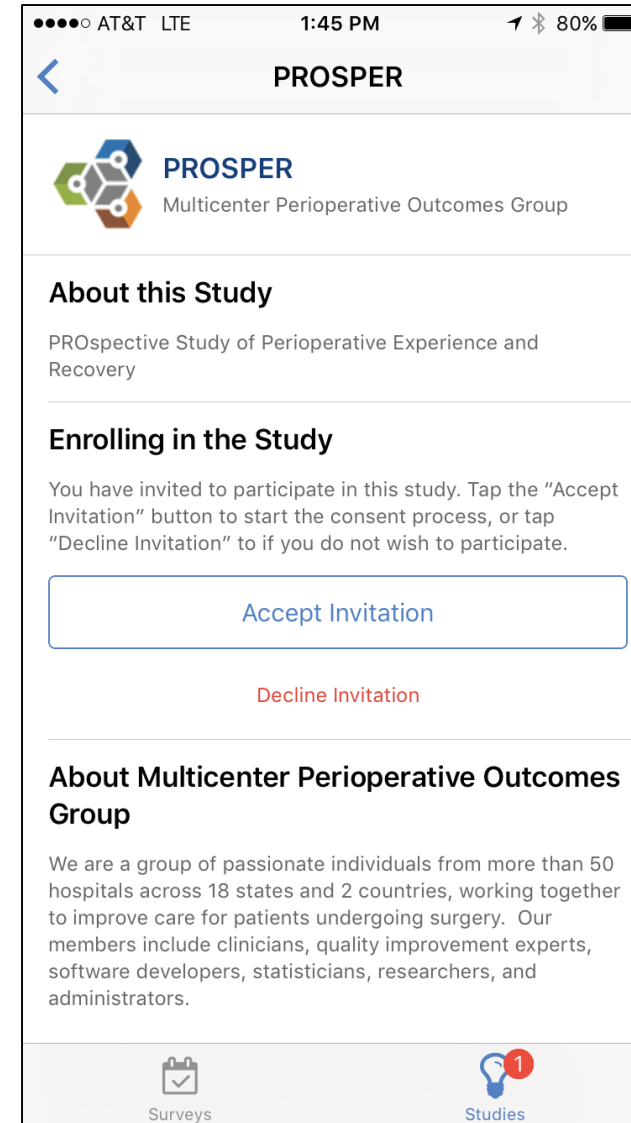 AT&T LTE 1:45 PM 80%
PROSPER
PROSPER
Multicenter Perioperative Outcomes Group
About this Study
PROspective Study of Perioperative Experience and
Recovery
Enrolling in the Study
You have invited to participate in this study. Tap the “Accept
Invitation” button to start the consent process, or tap
“Decline Invitation” to if you do not wish to participate.
Accept Invitation
Decline Invitation
About Multicenter Perioperative Outcomes
Group
We are a group of passionate individuals from more than 50
hospitals across 18 states and 2 countries, working together
to improve care for patients undergoing surgery.  Our
members include clinicians, quality improvement experts,
software developers, statisticians, researchers, and
administrators.
1
Surveys Studies